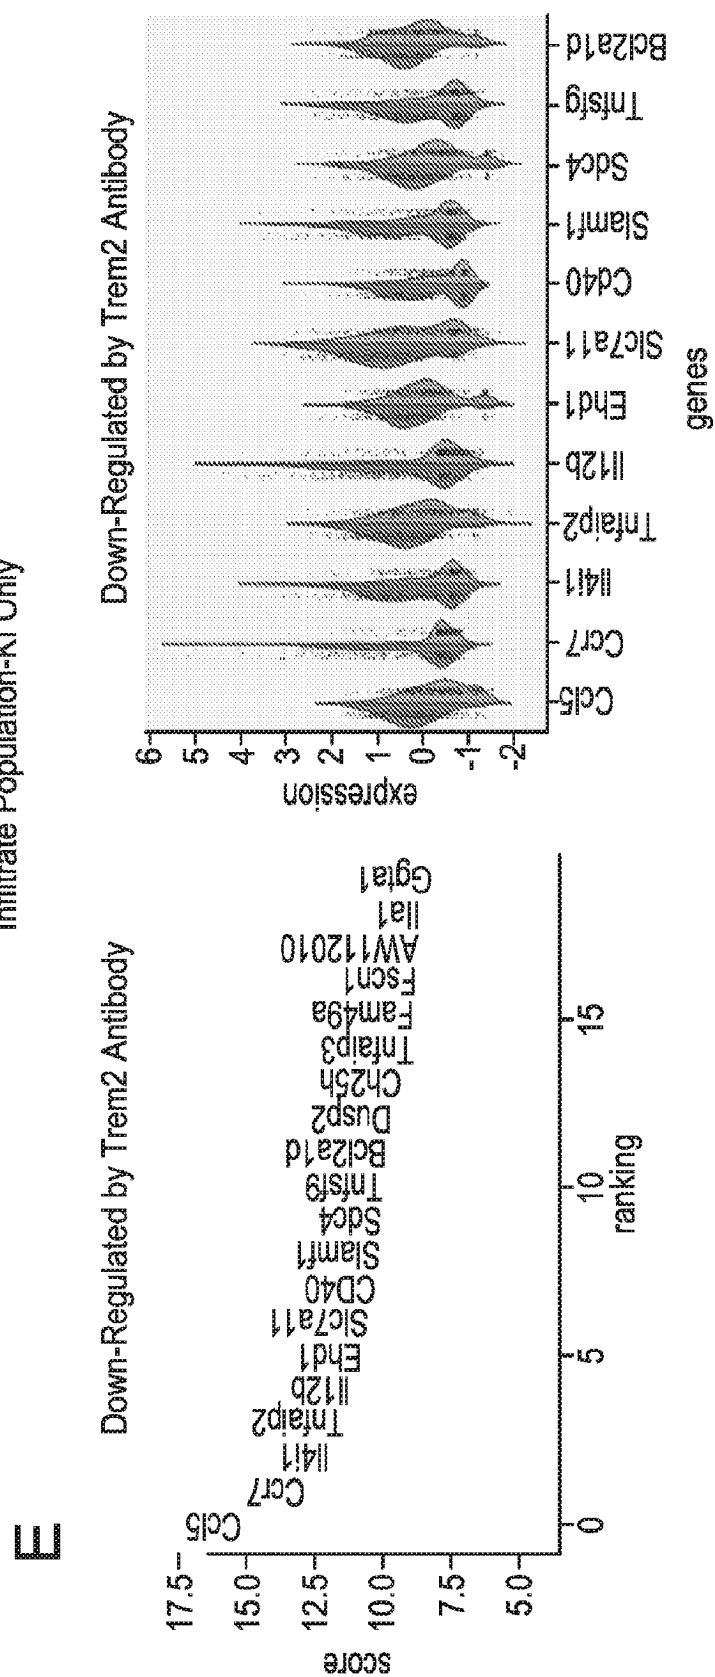 Infiltrate Population-KI Only
E
Down-Regulated by Trem2 Antibody
score
17.5
15.0
12.5
10.0
7.5
5.0
Ccl5
Ccr7
Il4i1
Tnfaip2
Il12b
Ehd1
Slc7a11
CD40
Slamf1
Sdc4
Tnfsf9
Bcl2a1d
Dusp2
Ch25h
Tnfaip3
Fam49a
Fscn1
AW112010
Ila1
Ggta1
0 5 10 15
ranking
Down-Regulated by Trem2 Antibody
expression
6
5
4
3
2
1
0
-1
-2
Ccl5
Ccr7
Il4i1
Tnfaip2
Il12b
Ehd1
Slc7a11
Cd40
Slamf1
Sdc4
Tnfsfg
Bcl2a1d
genes